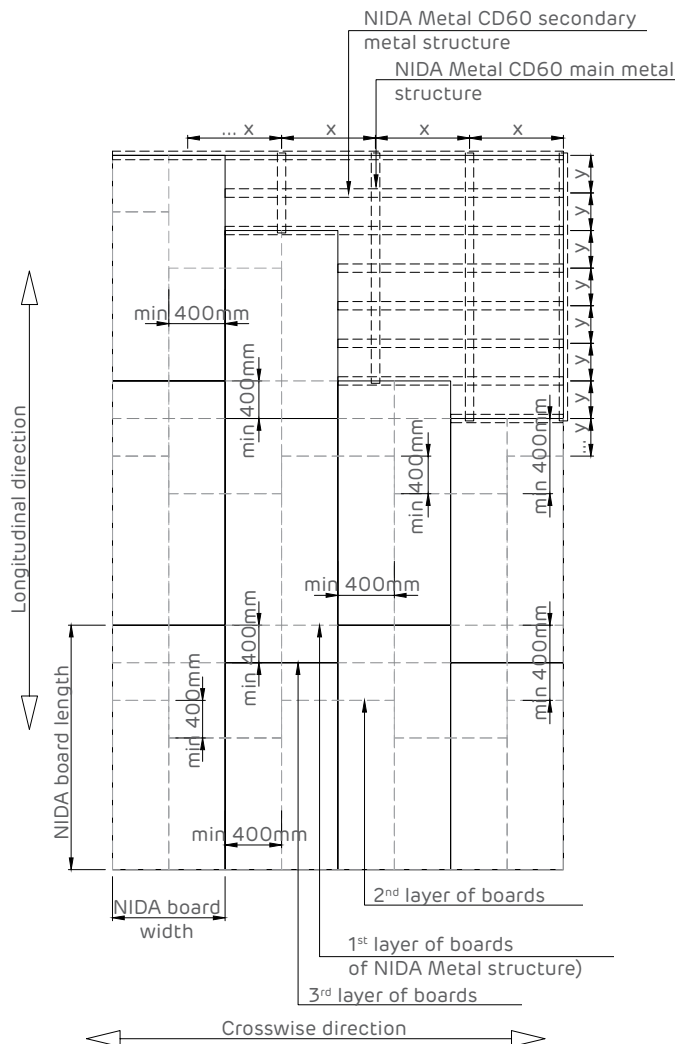 NIDA Metal CD60 secondary
metal structure
NIDA Metal CD60 main metal
structure
... x
x
x
x
y
y
y
y
y
y
y
... y
Longitudinal direction
min 400mm
min 400mm
min 400mm
min 400mm
min 400mm
min 400mm
min 400mm
min 400mm
min 400mm
NIDA board length
NIDA board
width
2nd layer of boards
1st layer of boards
of NIDA Metal structure)
3rd layer of boards
Crosswise direction